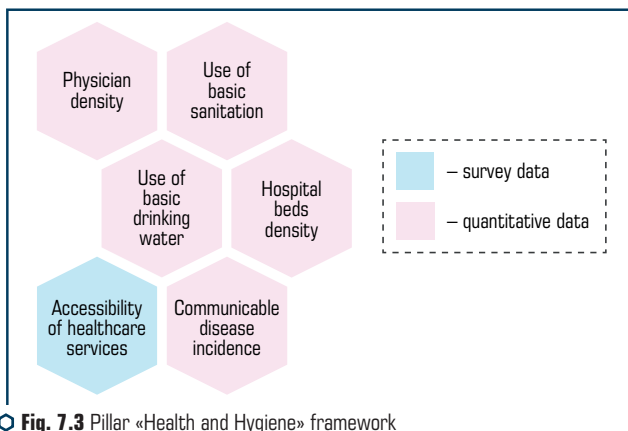 Physician
density
Use of
basic
sanitation
Use of
basic
drinking
water
Hospital
beds
density
Accessibility
of healthcare
services
Communicable
disease
incidence
– survey data
– quantitative data
Fig. 7.3 Pillar «Health and Hygiene» framework